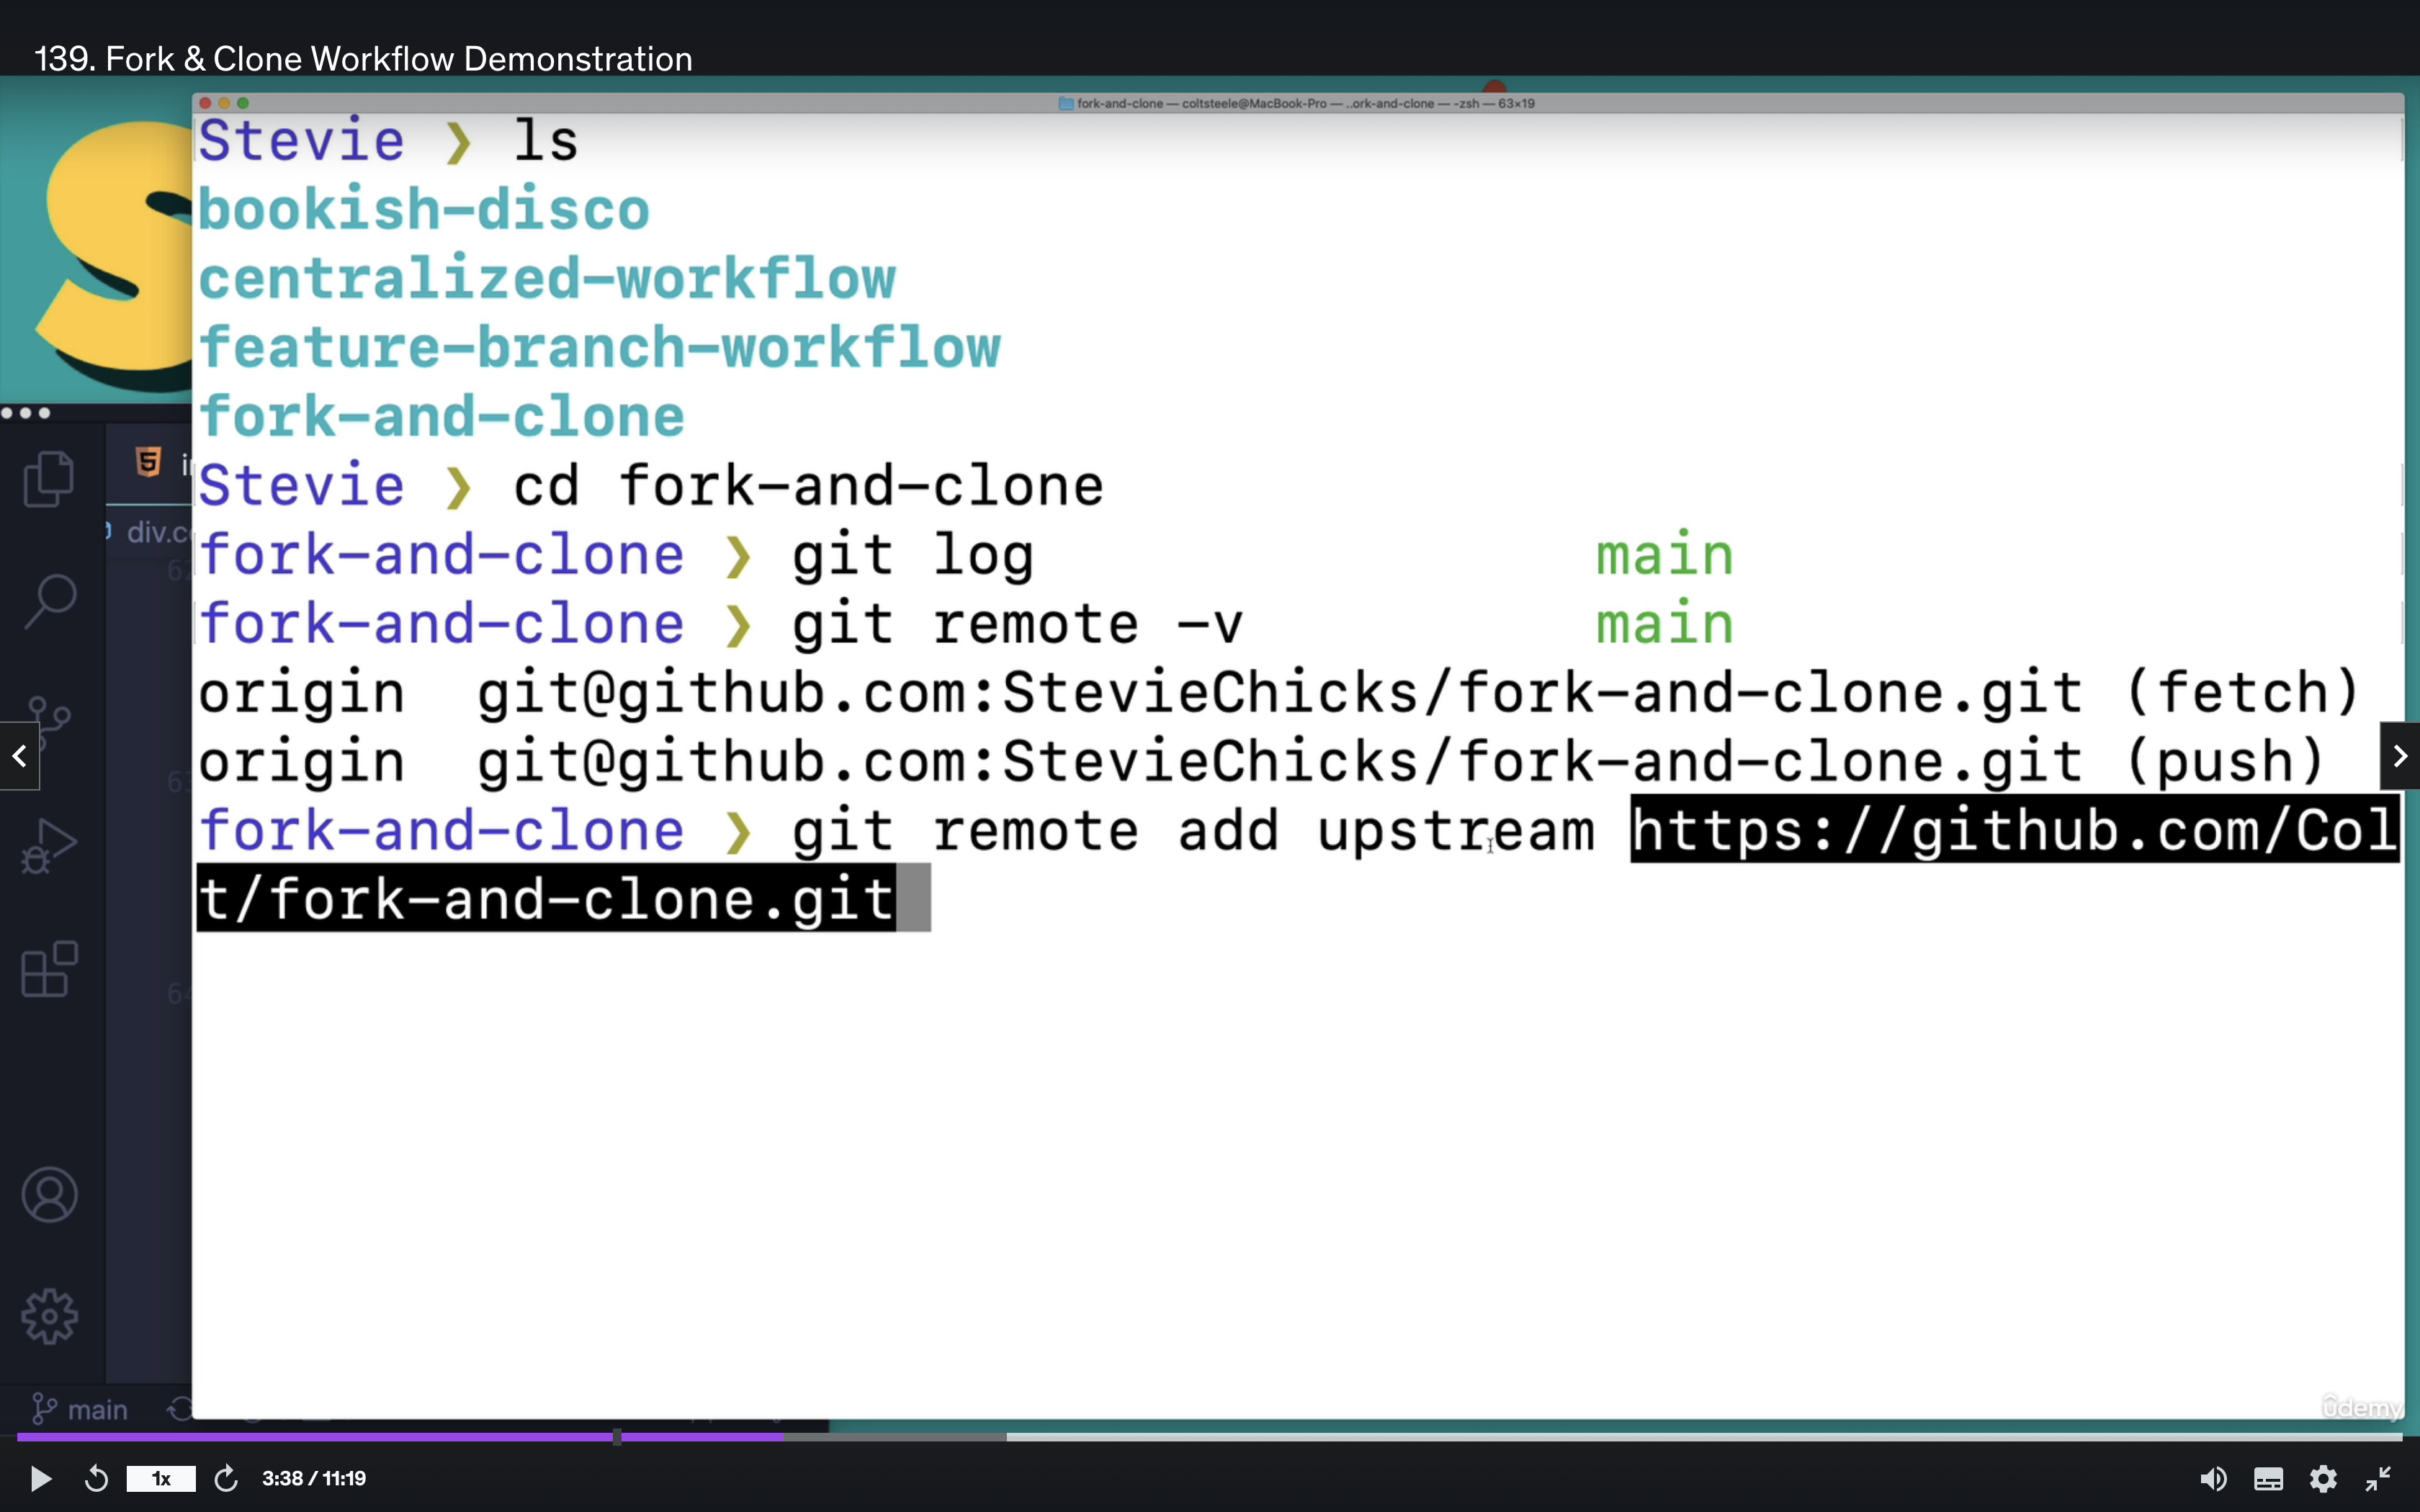 139. Fork & Clone Workflow Demonstration
fork-and-clone — coltsteele@MacBook-Pro — ..ork-and-clone — -zsh — 63×19
Stevie ❯ ls
bookish-disco
centralized-workflow
feature-branch-workflow
fork-and-clone
Stevie ❯ cd fork-and-clone
fork-and-clone ❯ git log main
fork-and-clone ❯ git remote -v main
origin git@github.com:StevieChicks/fork-and-clone.git (fetch)
origin git@github.com:StevieChicks/fork-and-clone.git (push)
fork-and-clone ❯ git remote add upstream https://github.com/Col
t/fork-and-clone.git
S
5
div.c
main
ûdemy
1x 3:38 / 11:19